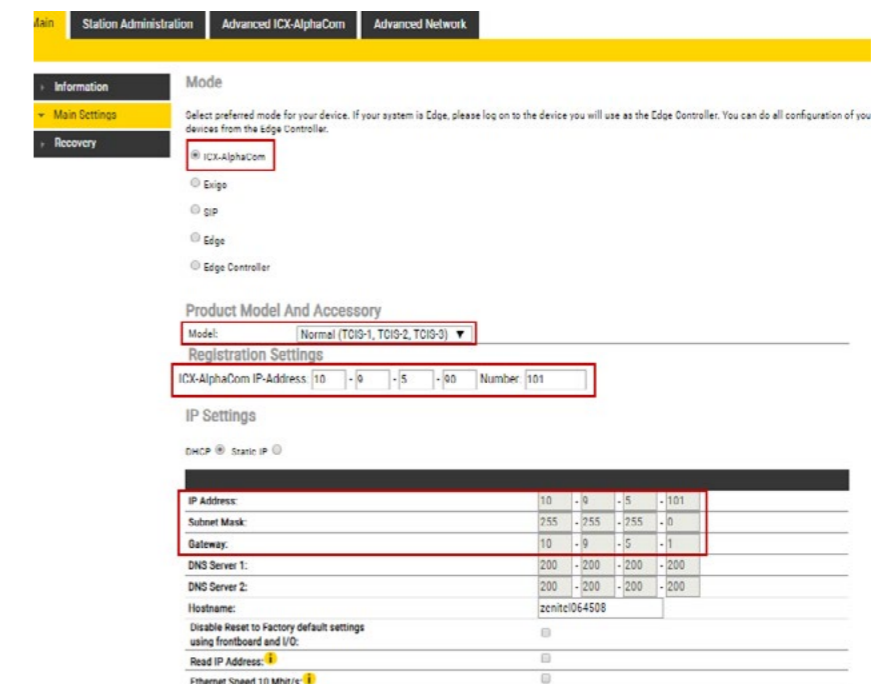 Main Station Administration Advanced ICX-AlphaCom Advanced Network
Information
Main Settings
Recovery
Mode
Select preferred mode for your device. If your system is Edge, please log on to the device you will use as the Edge Controller. You can do all configuration of you
devices from the Edge Controller.
ICX-AlphaCom
Exigo
SIP
Edge
Edge Controller
Product Model And Accessory
Model: Normal (TCIS-1, TCIS-2, TCIS-3) ▼
Registration Settings
ICX-AlphaCom IP-Address: 10 - 9 - 5 - 90 Number: 101
IP Settings
DHCP Static IP
IP Address: 10 - 9 - 5 - 101
Subnet Mask: 255 - 255 - 255 - 0
Gateway: 10 - 9 - 5 - 1
DNS Server 1: 200 - 200 - 200 - 200
DNS Server 2: 200 - 200 - 200 - 200
Hostname: zenitel064508
Disable Reset to Factory default settings
using frontboard and I/O:
Read IP Address: i
Ethernet Speed 10 Mbit/s: i